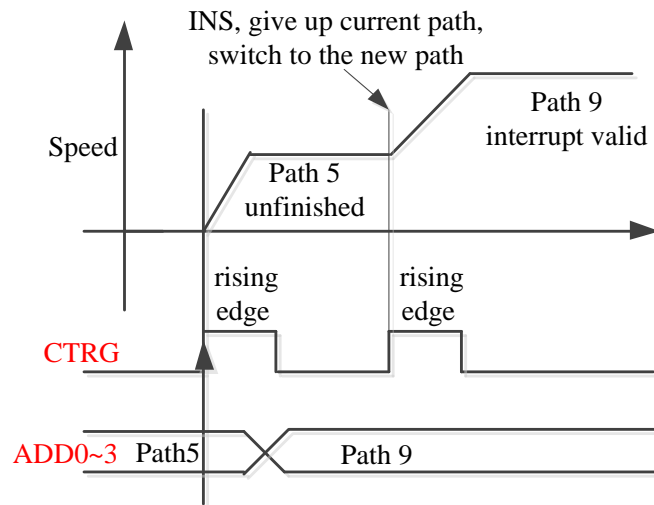 INS, give up current path,
switch to the new path
Path 9
interrupt valid
Speed
Path 5
unfinished
rising
edge
rising
edge
CTRG
ADD0~3
Path5
Path 9